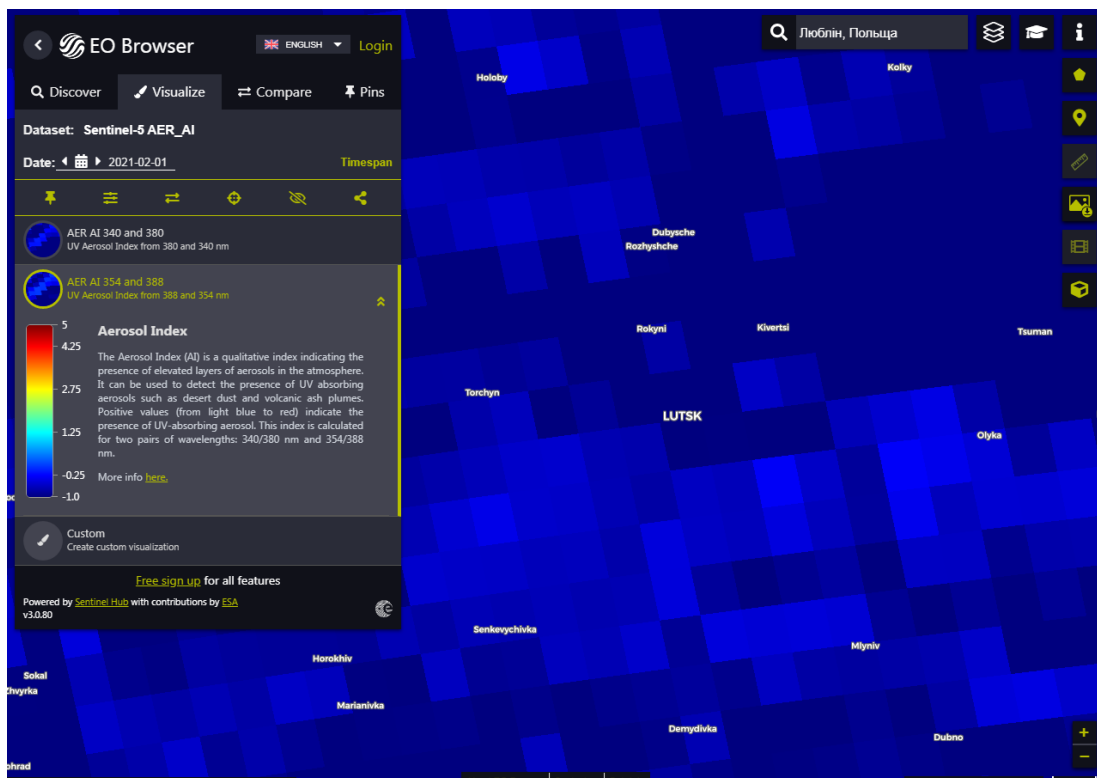 EO Browser
ENGLISH
Login
Discover
Visualize
Compare
Pins
Dataset: Sentinel-5 AER_AI
Date: 2021-02-01
Timespan
AER AI 340 and 380
UV Aerosol Index from 380 and 340 nm
AER AI 354 and 388
UV Aerosol Index from 388 and 354 nm
5
4.25
2.75
1.25
-0.25
-1.0
Aerosol Index
The Aerosol Index (AI) is a qualitative index indicating the
presence of elevated layers of aerosols in the atmosphere.
It can be used to detect the presence of UV absorbing
aerosols such as desert dust and volcanic ash plumes.
Positive values (from light blue to red) indicate the
presence of UV-absorbing aerosol. This index is calculated
for two pairs of wavelengths: 340/380 nm and 354/388
nm.
More info here.
Custom
Create custom visualization
Free sign up for all features
Powered by Sentinel Hub with contributions by ESA
v3.0.80
Люблін, Польща
Holoby
Kolky
Dubysche
Rozhyshche
Rokyni
Kivertsi
Tsuman
Torchyn
LUTSK
Olyka
Senkevychivka
Mlyniv
Horokhiv
Sokal
Marianivka
Demydivka
Dubno